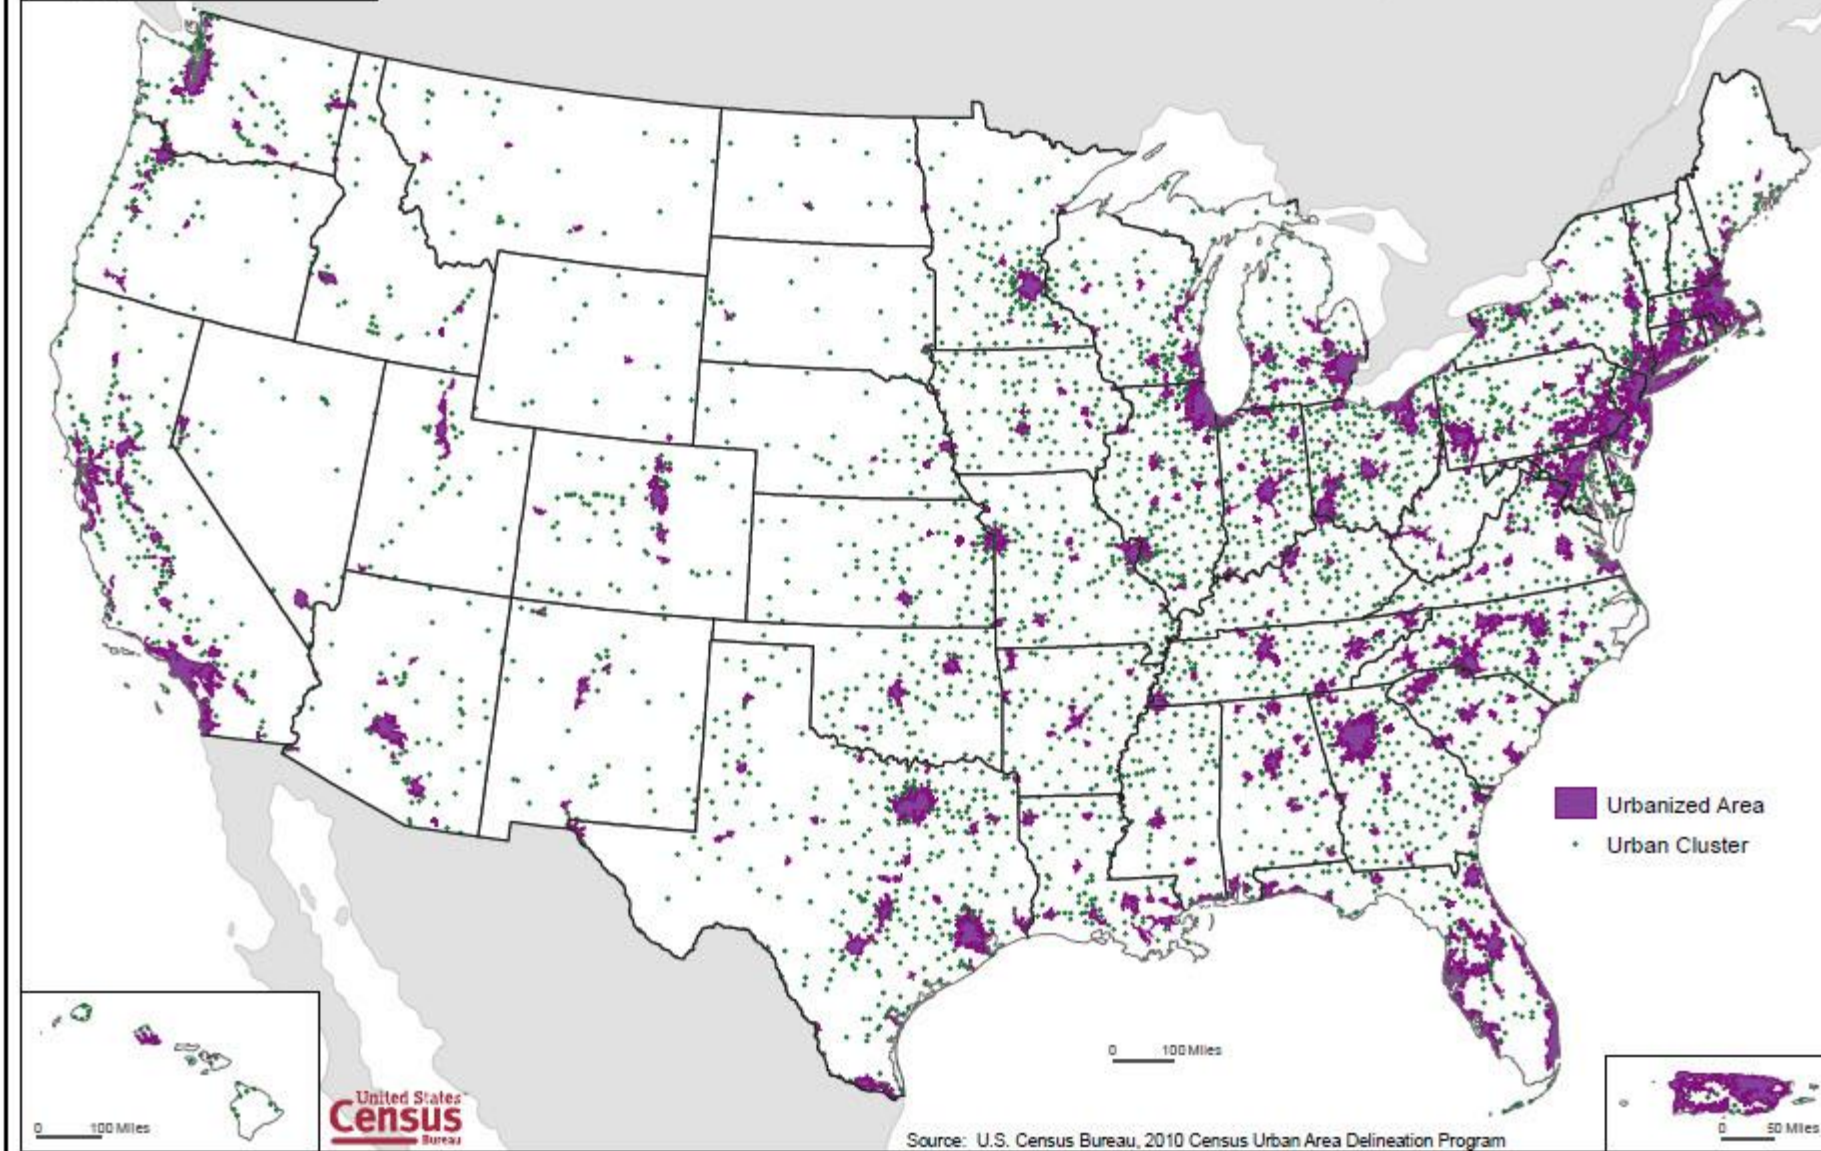 Urbanized Area
Urban Cluster
0 100 Miles
0 100 Miles
United States
Census
Bureau
Source: U.S. Census Bureau, 2010 Census Urban Area Delineation Program
0 50 Miles